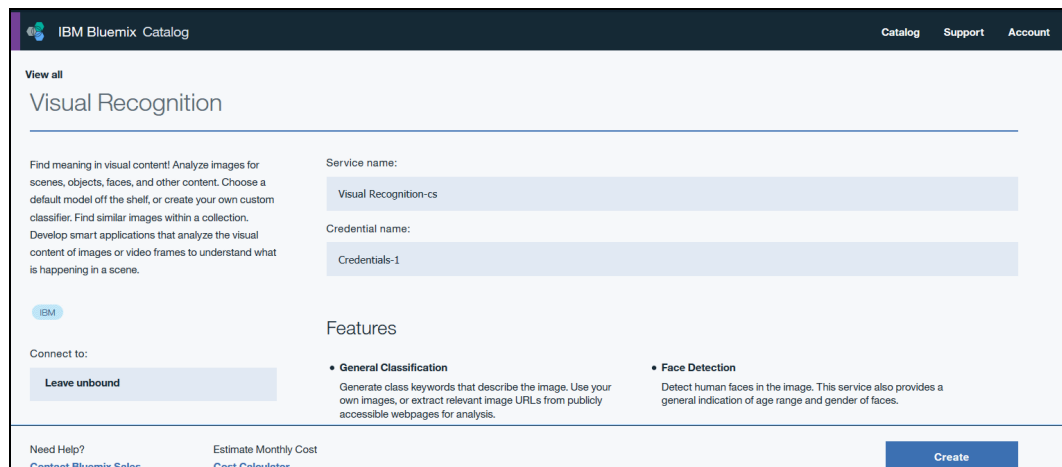 IBM Bluemix Catalog
Catalog Support Account
View all
Visual Recognition
Find meaning in visual content! Analyze images for
scenes, objects, faces, and other content. Choose a
default model off the shelf, or create your own custom
classifier. Find similar images within a collection.
Develop smart applications that analyze the visual
content of images or video frames to understand what
is happening in a scene.
IBM
Connect to:
Leave unbound
Service name:
Visual Recognition-cs
Credential name:
Credentials-1
Features
General Classification
Generate class keywords that describe the image. Use your
own images, or extract relevant image URLs from publicly
accessible webpages for analysis.
Face Detection
Detect human faces in the image. This service also provides a
general indication of age range and gender of faces.
Need Help?
Contact Bluemix Sales
Estimate Monthly Cost
Cost Calculator
Create